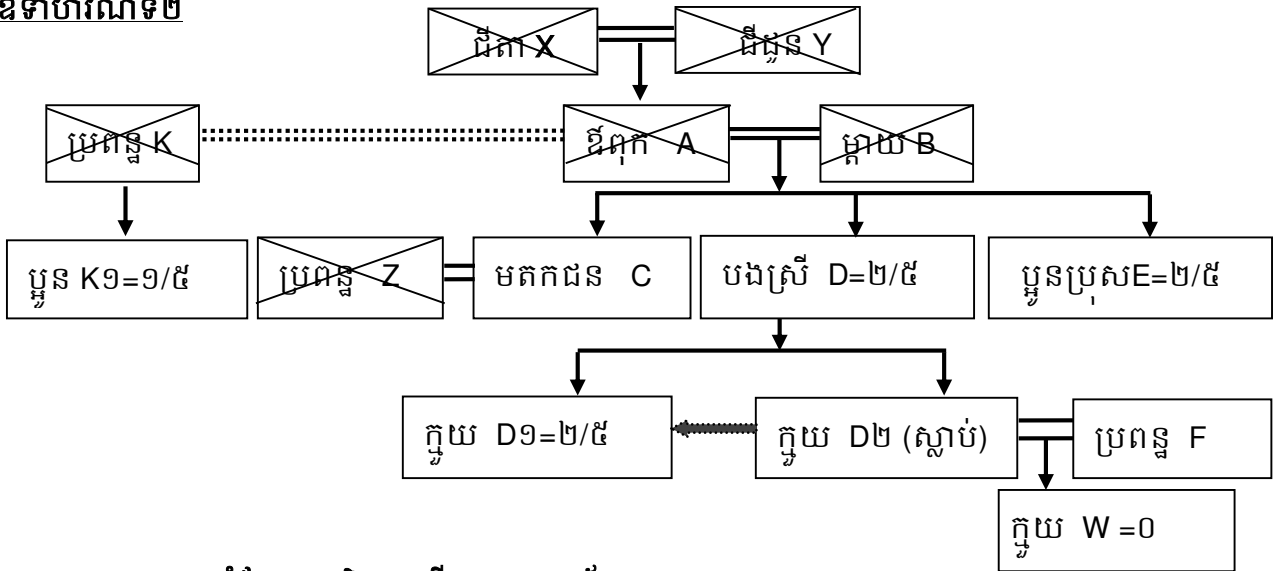 ឧទាហរណ៍ទី២
ជីតា X
ជីដូន Y
ប្រពន្ធ K
ឪពុក A
ម្តាយ B
ប្អូន K១=១/៥
ប្រពន្ធ Z
មតកជន C
បងស្រី D=២/៥
ប្អូនប្រុសE=២/៥
ក្មួយ D១=២/៥
ក្មួយ D២ (ស្លាប់)
ប្រពន្ធ F
ក្មួយ W =០